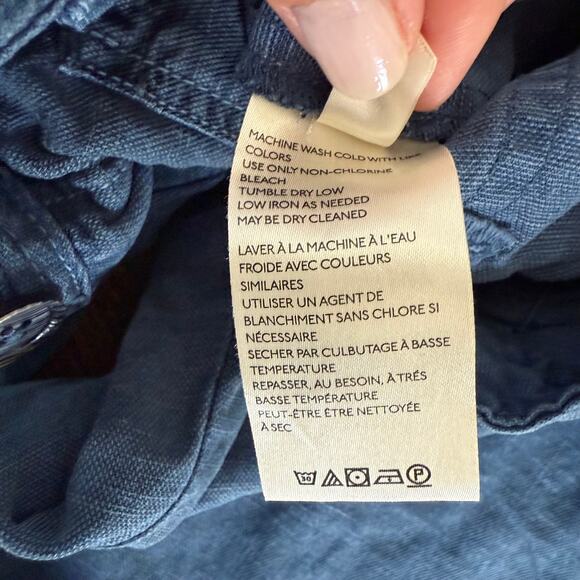 MACHINE WASH COLD WITH LIKE
COLORS
USE ONLY NON-CHLORINE
BLEACH
TUMBLE DRY LOW
LOW IRON AS NEEDED
MAY BE DRY CLEANED
LAVER À LA MACHINE À L'EAU
FROIDE AVEC COULEURS
SIMILAIRES
UTILISER UN AGENT DE
BLANCHIMENT SANS CHLORE SI
NÉCESSAIRE
SECHER PAR CULBUTAGE À BASSE
TEMPERATURE
REPASSER, AU BESOIN, À TRÉS
BASSE TEMPÉRATURE
PEUT-ÊTRE ÊTRE NETTOYÉE
À SEC
30 P